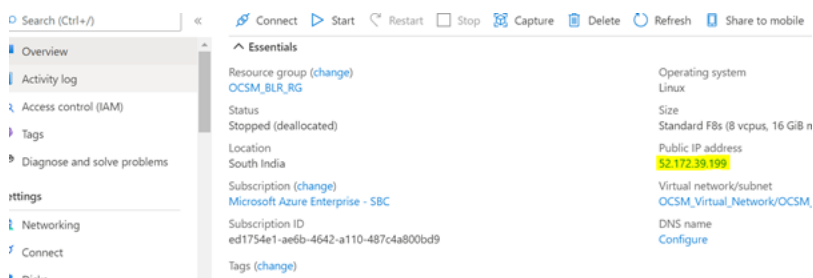 Search (Ctrl+/)
«
Connect Start Restart Stop Capture Delete Refresh Share to mobile
Overview
Activity log
Access control (IAM)
Tags
Diagnose and solve problems
ettings
Networking
Connect
Essentials
Resource group (change)
OCSM_BLR_RG
Status
Stopped (deallocated)
Location
South India
Subscription (change)
Microsoft Azure Enterprise - SBC
Subscription ID
ed1754e1-ae6b-4642-a110-487c4a800bd9
Tags (change)
Operating system
Linux
Size
Standard F8s (8 vcpus, 16 GiB
Public IP address
52.172.39.199
Virtual network/subnet
OCSM_Virtual_Network/OCSM_
DNS name
Configure